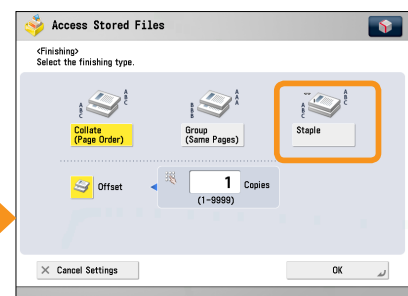 Access Stored Files
<Finishing>
Select the finishing type.
A B C
A B C
B B B
A A A
A B C
A B C
Collate
(Page Order)
Group
(Same Pages)
Staple
Offset
1 Copies
(1-9999)
Cancel Settings
OK